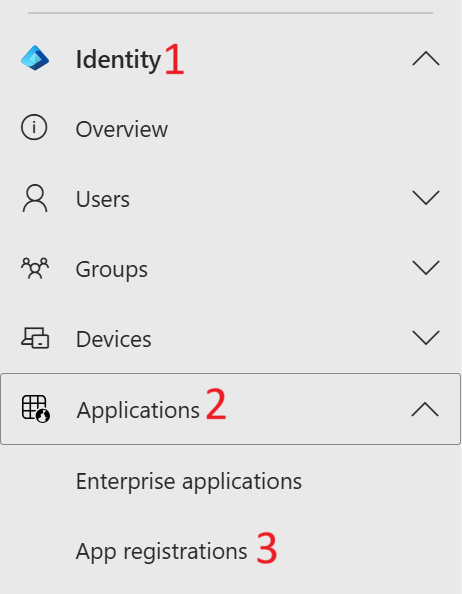 Identity 1
Overview
Users
Groups
Devices
Applications 2
Enterprise applications
App registrations 3